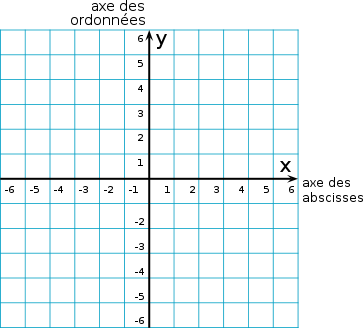 axe des
ordonnées
6
y
5
4
3
2
1
x
-6 -5 -4 -3 -2 -1 1 2 3 4 5 6
axe des
abscisses
-2
-3
-4
-5
-6